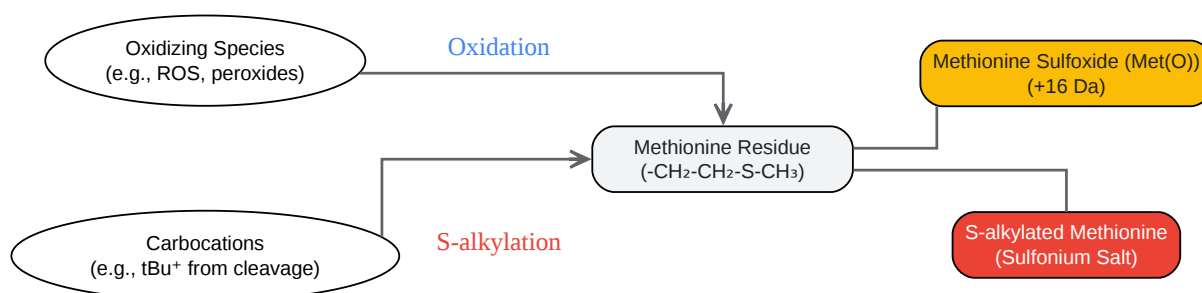 Oxidizing Species
(e.g., ROS, peroxides)
Oxidation
Methionine Sulfoxide (Met(O))
(+16 Da)
Methionine Residue
(-CH₂-CH₂-S-CH₃)
Carbocations
(e.g., tBu⁺ from cleavage)
S-alkylation
S-alkylated Methionine
(Sulfonium Salt)